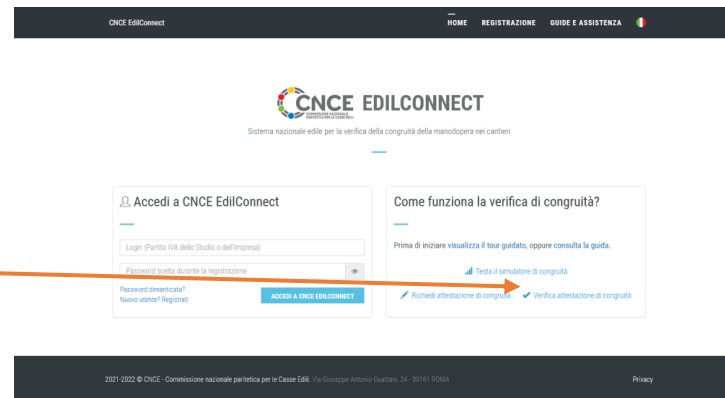 CNCE EdilConnect
HOME REGISTRAZIONE GUIDE E ASSISTENZA
CNCE EDILCONNECT
COMMISSIONE NAZIONALE
PARITETICA PER LE CASSE EDILI
Sistema nazionale edile per la verifica della congruità della manodopera nei cantieri
Accedi a CNCE EdilConnect
Login (Partita IVA dello Studio o dell'Impresa)
Password scelta durante la registrazione
Password dimenticata?
Nuovo utente? Registrati
ACCEDI A CNCE EDILCONNECT
Come funziona la verifica di congruità?
Prima di iniziare visualizza il tour guidato, oppure consulta la guida.
Testa il simulatore di congruità
Richiedi attestazione di congruità
Verifica attestazione di congruità
2021-2022 © CNCE - Commissione nazionale paritetica per le Casse Edili. Via Giuseppe Antonio Guattani, 24 - 00161 ROMA
Privacy